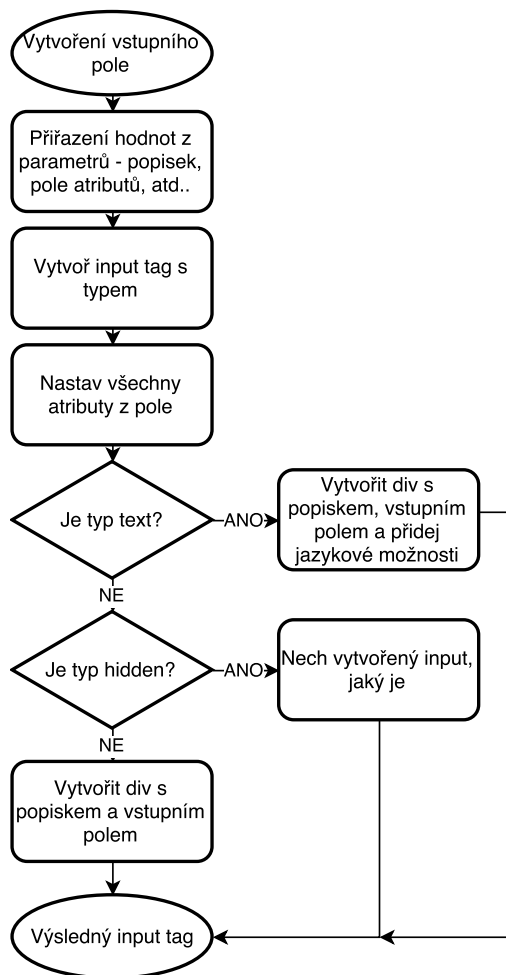 Vytvoření vstupního
pole
Přiřazení hodnot z
parametrů - popisek,
pole atributů, atd..
Vytvoř input tag s
typem
Nastav všechny
atributy z pole
Je typ text?
ANO
Vytvořit div s
popiskem, vstupním
polem a přidej
jazykové možnosti
NE
Je typ hidden?
ANO
Nech vytvořený input,
jaký je
NE
Vytvořit div s
popiskem a vstupním
polem
Výsledný input tag